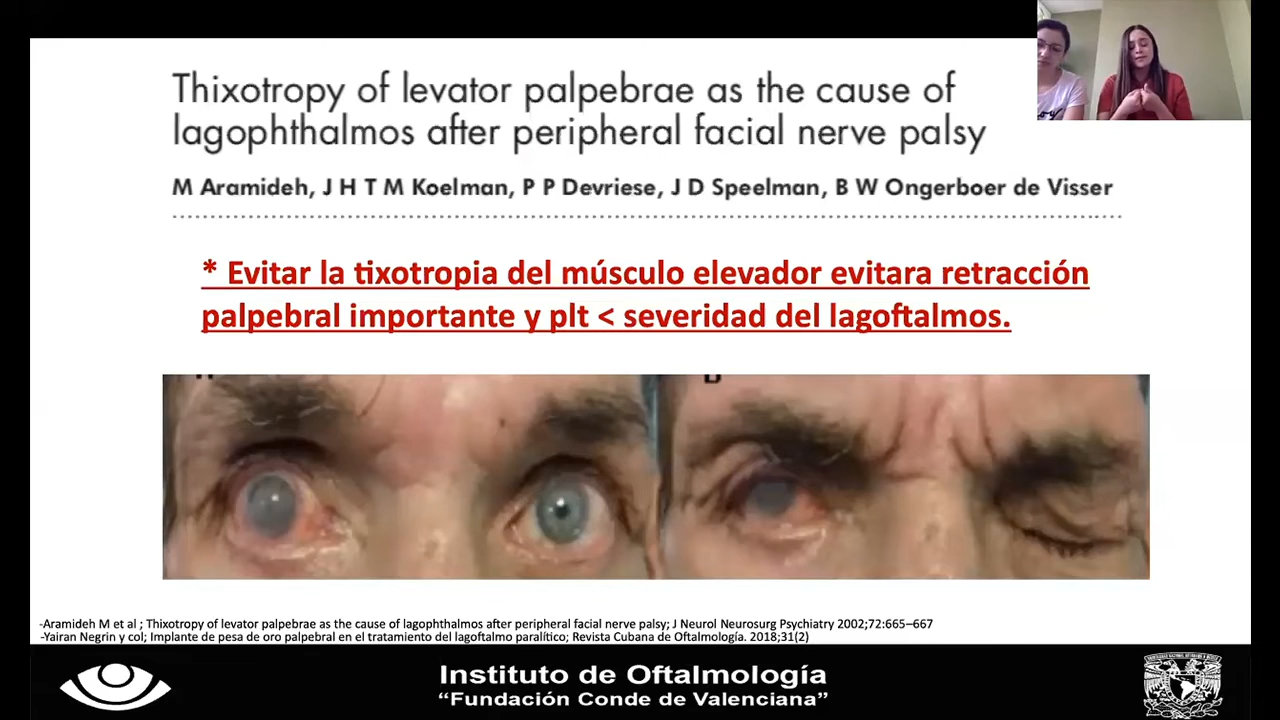 Thixotropy of levator palpebrae as the cause of
lagophthalmos after peripheral facial nerve palsy
M Aramideh, J H T M Koelman, P P Devriese, J D Speelman, B W Ongerboer de Visser
* Evitar la tixotropia del músculo elevador evitara retracción
palpebral importante y plt < severidad del lagoftalmos.
-Aramideh M et al ; Thixotropy of levator palpebrae as the cause of lagophthalmos after peripheral facial nerve palsy; J Neurol Neurosurg Psychiatry 2002;72:665–667
-Yairan Negrin y col; Implante de pesa de oro palpebral en el tratamiento del lagoftalmo paralítico; Revista Cubana de Oftalmología. 2018;31(2)
Instituto de Oftalmología
“Fundación Conde de Valenciana”